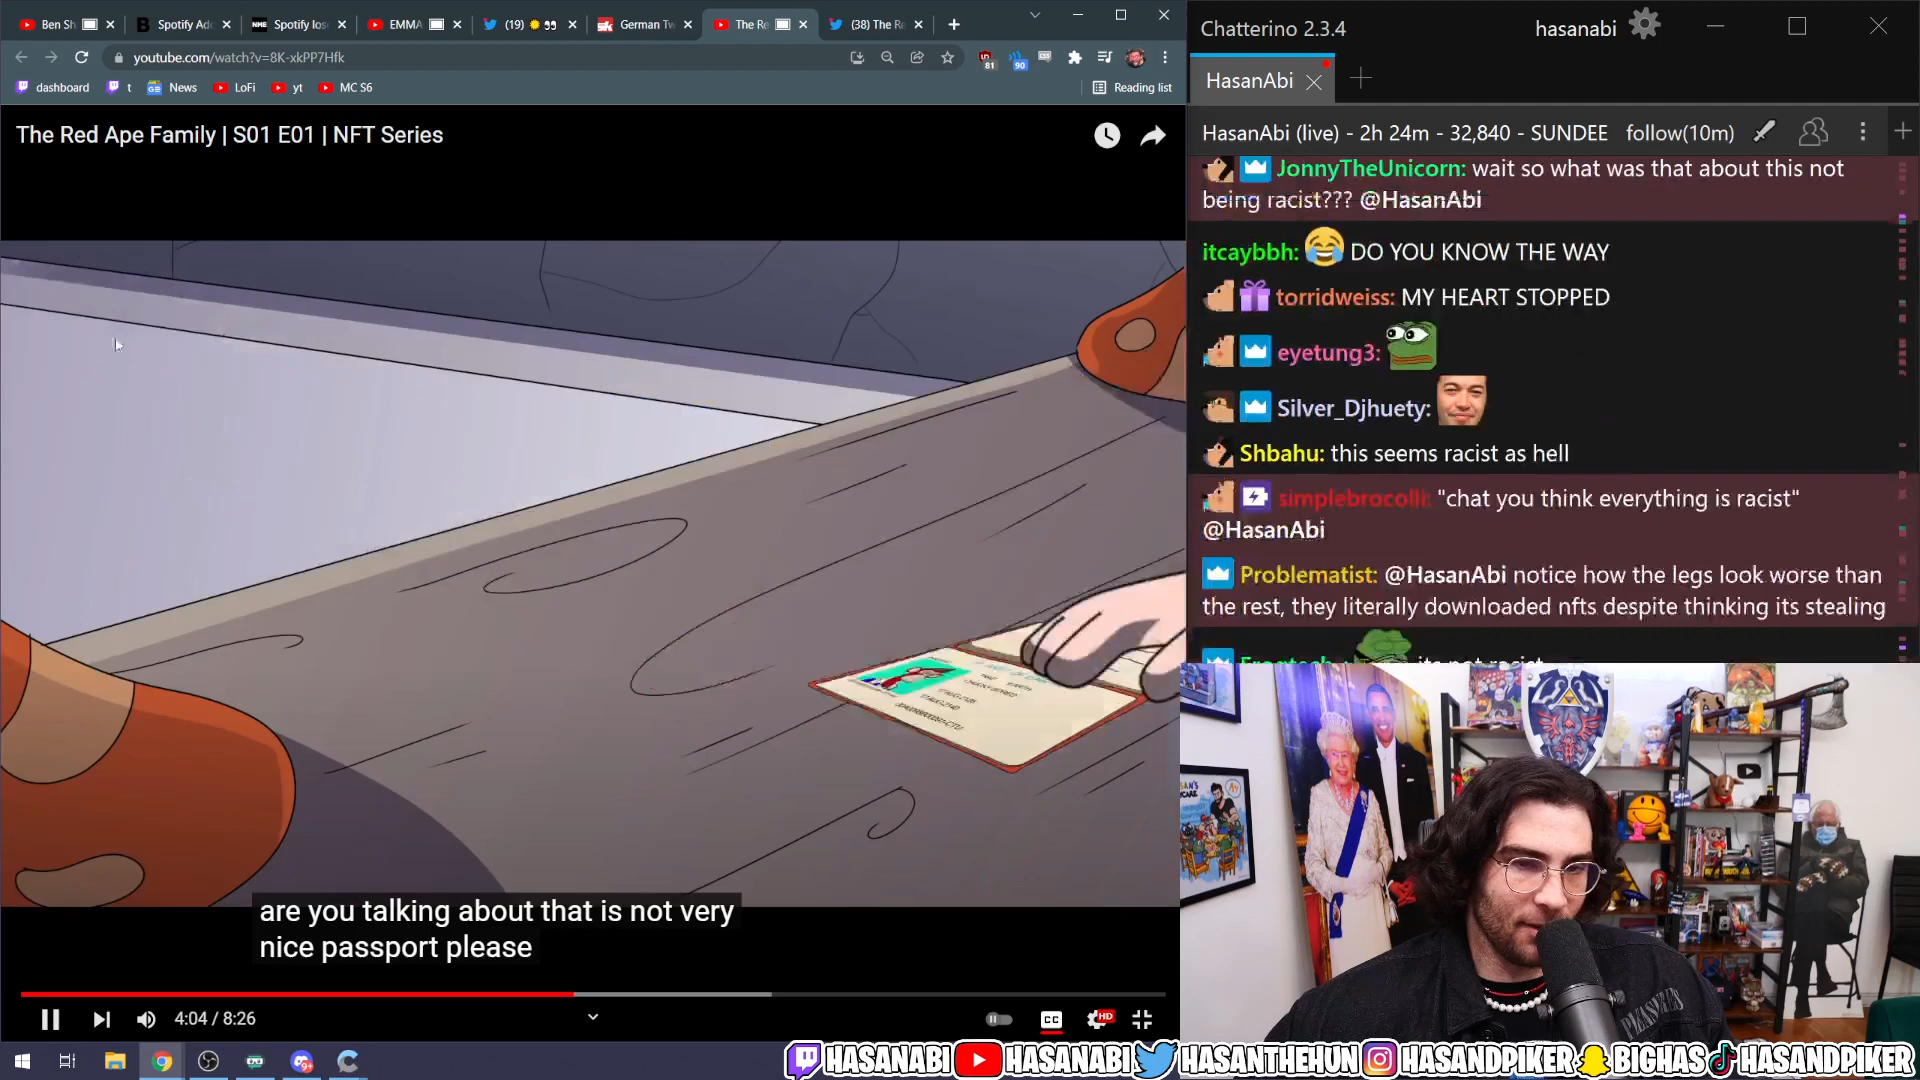 Ben Sh
Spotify Ad
Spotify los
EMMA
(19)
German Tw
The Re
(38) The Re
youtube.com/watch?v=8K-xkPP7Hfk
81
90
dashboard
t
News
LoFi
yt
MC S6
Reading list
The Red Ape Family | S01 E01 | NFT Series
are you talking about that is not very
nice passport please
4:04 / 8:26
CC
HD
Chatterino 2.3.4
hasanabi
HasanAbi
HasanAbi (live) - 2h 24m - 32,840 - SUNDEE
follow(10m)
JonnyTheUnicorn: wait so what was that about this not
being racist??? @HasanAbi
itcaybbh: DO YOU KNOW THE WAY
torridweiss: MY HEART STOPPED
eyetung3:
Silver_Djhuety:
Shbahu: this seems racist as hell
simplebrocolli: "chat you think everything is racist"
@HasanAbi
Problematist: @HasanAbi notice how the legs look worse than
the rest, they literally downloaded nfts despite thinking its stealing
HASANABI HASANABI HASANTHEHUN HASANDPIKER BIGHAS HASANDPIKER